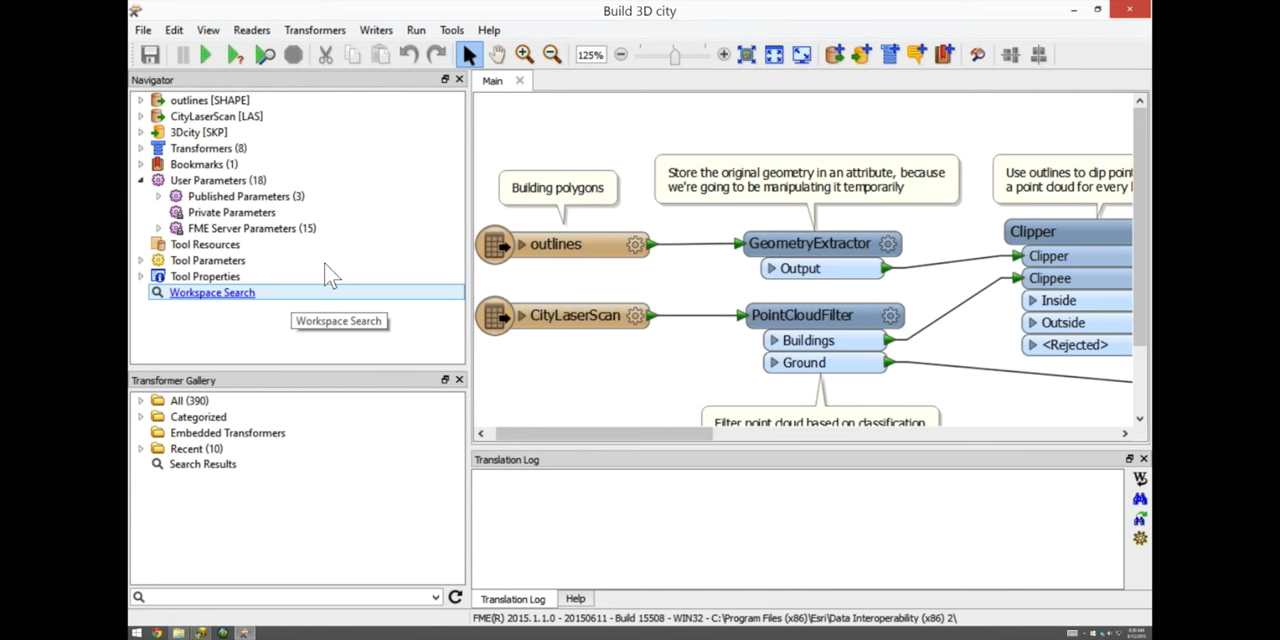 Build 3D city
File Edit View Readers Transformers Writers Run Tools Help
125%
Navigator
Main
outlines [SHAPE]
CityLaserScan [LAS]
3Dcity [SKP]
Transformers (8)
Bookmarks (1)
User Parameters (18)
Published Parameters (3)
Private Parameters
FME Server Parameters (15)
Tool Resources
Tool Parameters
Tool Properties
Workspace Search
Workspace Search
Building polygons
Store the original geometry in an attribute, because
we're going to be manipulating it temporarily
Use outlines to clip poin
a point cloud for every l
outlines
GeometryExtractor
Output
Clipper
Clipper
Clippee
Inside
Outside
<Rejected>
CityLaserScan
PointCloudFilter
Buildings
Ground
Filter point cloud based on classification
Transformer Gallery
All (390)
Categorized
Embedded Transformers
Recent (10)
Search Results
Translation Log
Translation Log Help
FME(R) 2015.1.1.0 - 20150611 - Build 15508 - WIN32 - C:\Program Files (x86)\Esri\Data Interoperability (x86) 2\